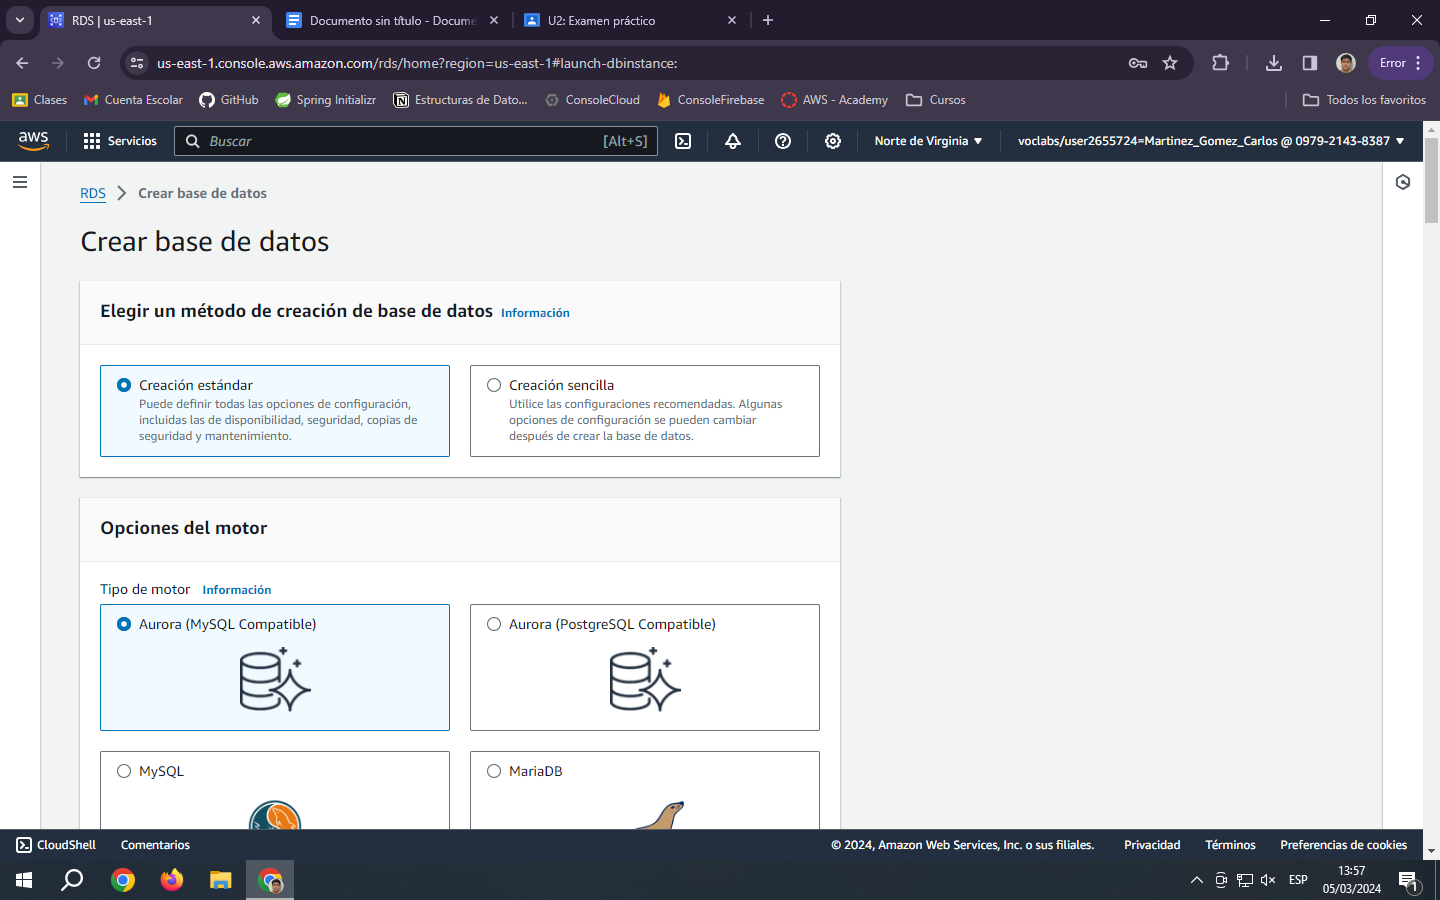 RDS | us-east-1
Documento sin título - Docume
U2: Examen práctico
us-east-1.console.aws.amazon.com/rds/home?region=us-east-1#launch-dbinstance:
Error
Clases
Cuenta Escolar
GitHub
Spring Initializr
Estructuras de Dato...
ConsoleCloud
ConsoleFirebase
AWS - Academy
Cursos
Todos los favoritos
aws
Servicios
Buscar
[Alt+S]
Norte de Virginia
voclabs/user2655724=Martinez_Gomez_Carlos @ 0979-2143-8387
RDS
Crear base de datos
Crear base de datos
Elegir un método de creación de base de datos Información
Creación estándar
Puede definir todas las opciones de configuración,
incluidas las de disponibilidad, seguridad, copias de
seguridad y mantenimiento.
Creación sencilla
Utilice las configuraciones recomendadas. Algunas
opciones de configuración se pueden cambiar
después de crear la base de datos.
Opciones del motor
Tipo de motor Información
Aurora (MySQL Compatible)
Aurora (PostgreSQL Compatible)
MySQL
MariaDB
CloudShell
Comentarios
© 2024, Amazon Web Services, Inc. o sus filiales.
Privacidad
Términos
Preferencias de cookies
ESP
13:57
05/03/2024
1